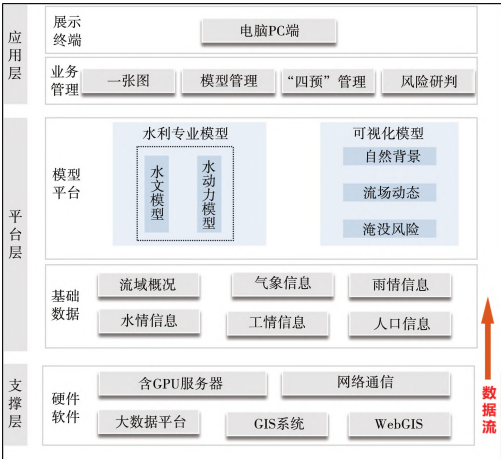 应用层
展示终端
电脑PC端
业务管理
一张图
模型管理
“四预”管理
风险研判
平台层
模型平台
水利专业模型
水文模型
水动力模型
可视化模型
自然背景
流场动态
淹没风险
基础数据
流域概况
气象信息
雨情信息
水情信息
工情信息
人口信息
支撑层
硬件软件
含GPU服务器
网络通信
大数据平台
GIS系统
WebGIS
数据流